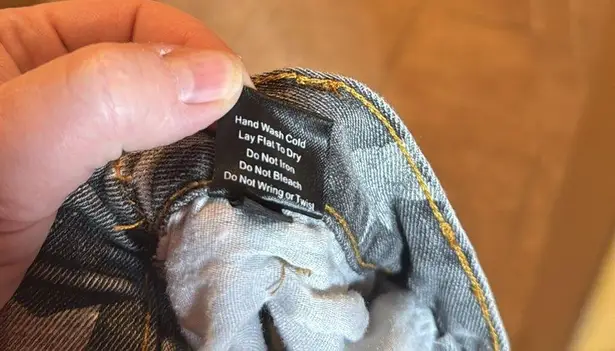 Hand Wash Cold
Lay Flat To Dry
Do Not Iron
Do Not Bleach
Do Not Wring or Twist